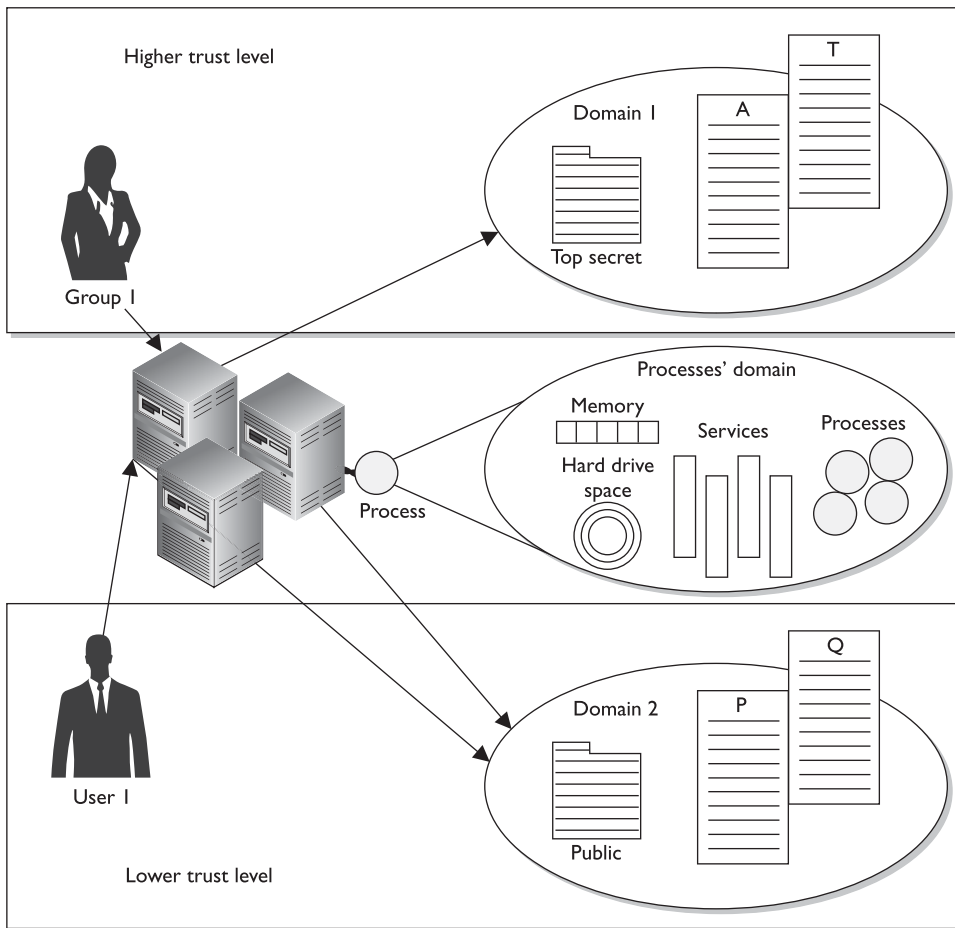 Higher trust level
Domain 1
A
T
Top secret
Group 1
Processes’ domain
Memory
Services
Processes
Hard drive
space
Process
Domain 2
P
Q
Public
User 1
Lower trust level